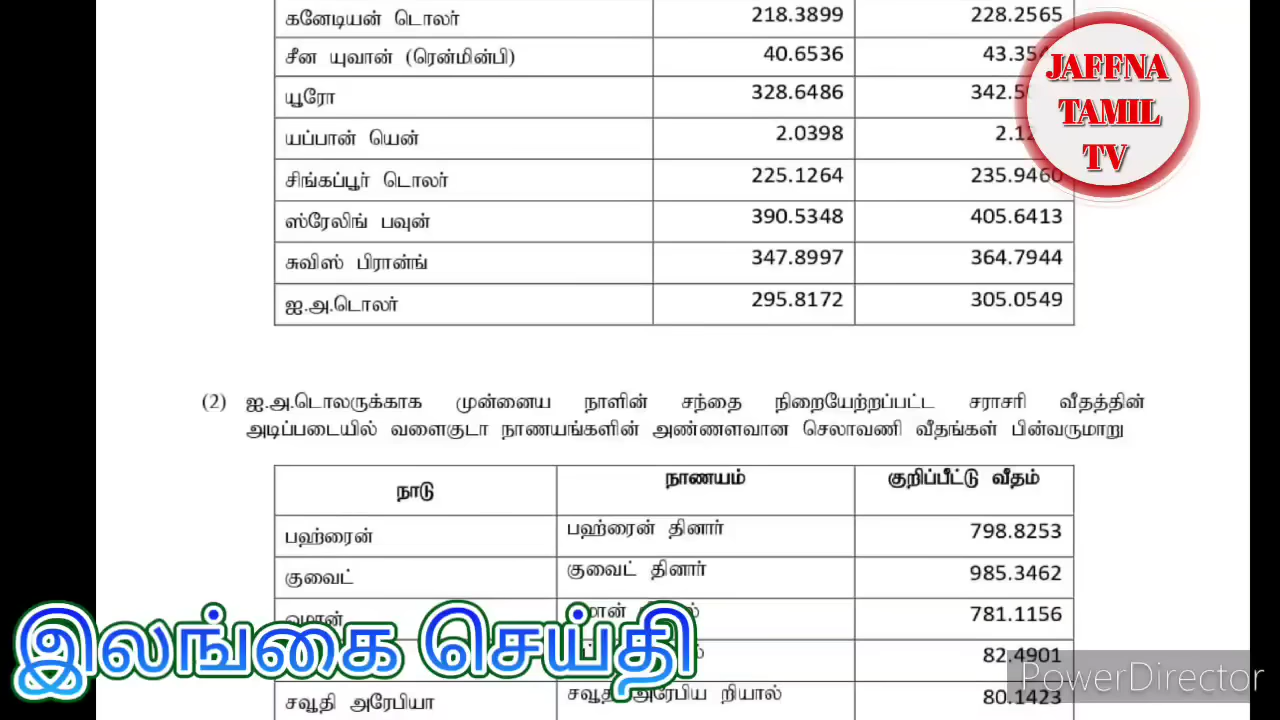 கனேடியன் டொலர் 218.3899 228.2565
சீன யுவான் (ரென்மின்பி) 40.6536
யூரோ 328.6486
யப்பான் யென் 2.0398
சிங்கப்பூர் டொலர் 225.1264 235.9460
ஸ்ரேலிங் பவுன் 390.5348 405.6413
சுவிஸ் பிரான்ங் 347.8997 364.7944
ஐ.அ.டொலர் 295.8172 305.0549
JAFFNA
TAMIL
TV
(2) ஐ.அ.டொலருக்காக முன்னைய நாளின் சந்தை நிறையேற்றப்பட்ட சராசரி வீதத்தின்
அடிப்படையில் வளைகுடா நாணயங்களின் அண்ணளவான செலாவணி வீதங்கள் பின்வருமாறு
நாடு நாணயம் குறிப்பீட்டு வீதம்
பஹ்ரைன் பஹ்ரைன் தினார் 798.8253
குவைட் குவைட் தினார் 985.3462
781.1156
82.4901
சவூதி அரேபியா அரேபிய றியால் 80.1423
இலங்கை செய்தி
PowerDirector